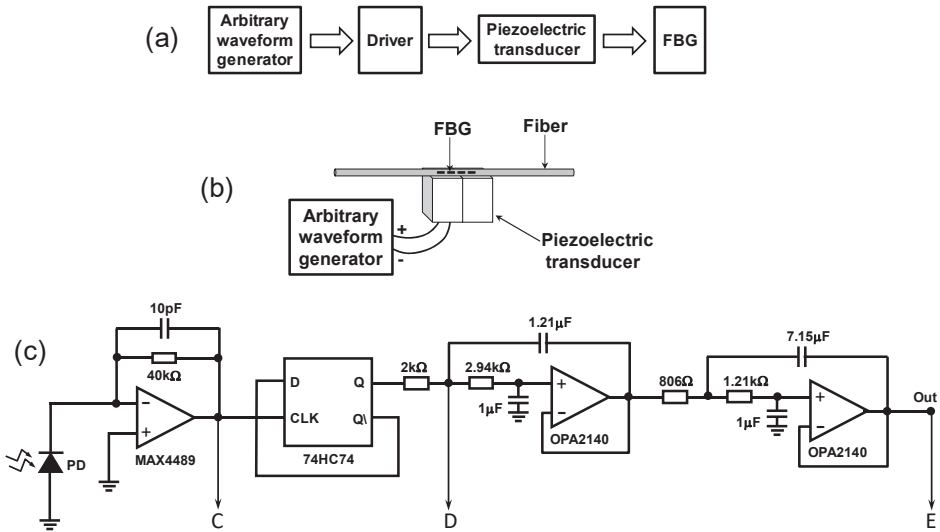 (a)
Arbitrary
waveform
generator
Driver
Piezoelectric
transducer
FBG
(b)
FBG
Fiber
Arbitrary
waveform
generator
+
-
Piezoelectric
transducer
(c)
10pF
40kΩ
-
+
MAX4489
PD
C
D
Q
CLK
Q\
74HC74
2kΩ
D
1.21µF
2.94kΩ
1µF
+
-
OPA2140
806Ω
7.15µF
1.21kΩ
1µF
+
-
OPA2140
Out
E